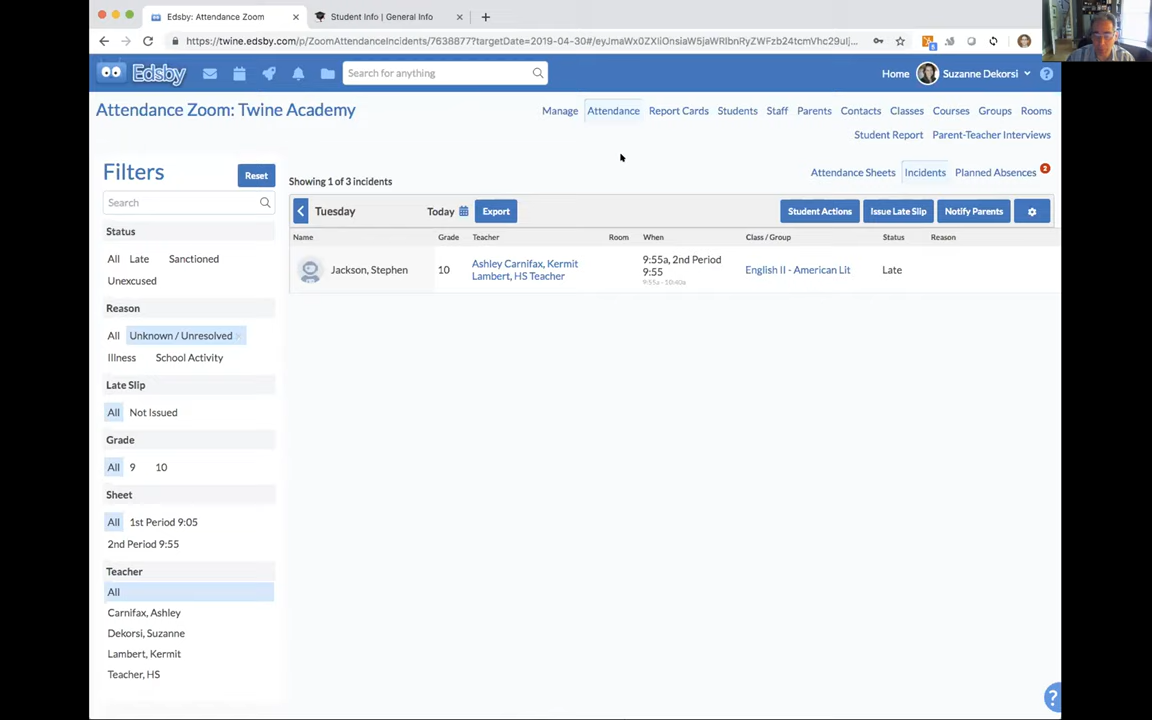 Edsby: Attendance Zoom
Student Info | General Info
https://twine.edsby.com/p/ZoomAttendanceIncidents/7638877?targetDate=2019-04-30#/
Edsby
Search for anything
Home
Suzanne Dekorsi
Attendance Zoom: Twine Academy
Manage Attendance Report Cards Students Staff Parents Contacts Classes Courses Groups Rooms
Student Report Parent-Teacher Interviews
Filters
Reset
Attendance Sheets Incidents Planned Absences 2
Showing 1 of 3 incidents
Search
Tuesday Today Export Student Actions Issue Late Slip Notify Parents
Name Grade Teacher Room When Class / Group Status Reason
Jackson, Stephen 10 Ashley Carnifax, Kermit Lambert, HS Teacher 9:55a, 2nd Period 9:55 English II - American Lit Late
9:55a - 10:40a
Status
All Late Sanctioned
Unexcused
Reason
All Unknown / Unresolved
Illness School Activity
Late Slip
All Not Issued
Grade
All 9 10
Sheet
All 1st Period 9:05
2nd Period 9:55
Teacher
All
Carnifax, Ashley
Dekorsi, Suzanne
Lambert, Kermit
Teacher, HS